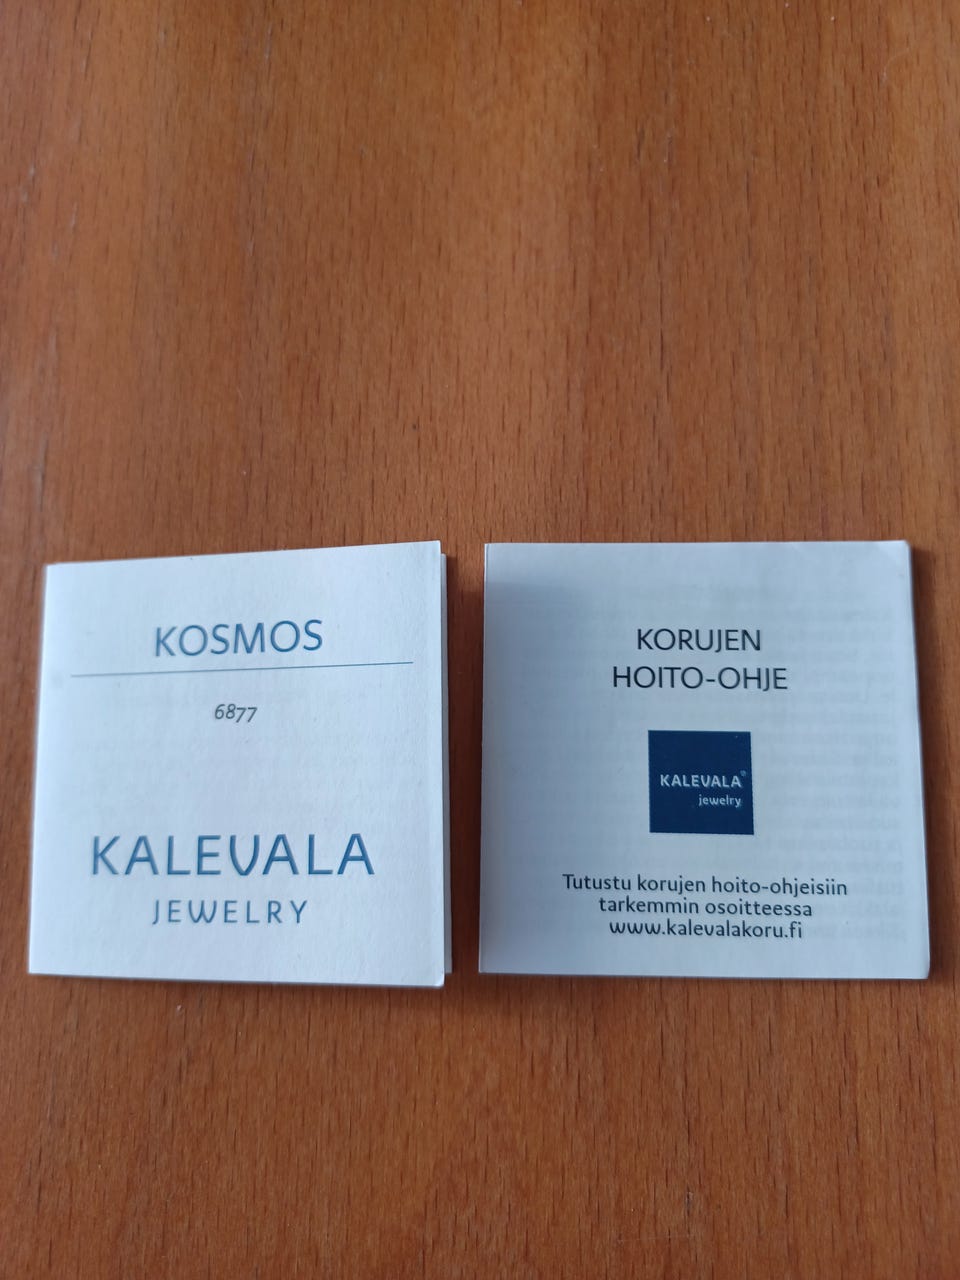 KOSMOS
6877
KALEVALA
JEWELRY
KORUJEN
HOITO-OHJE
KALEVALA®
jewelry
Tutustu korujen hoito-ohjeisiin
tarkemmin osoitteessa
www.kalevalakoru.fi